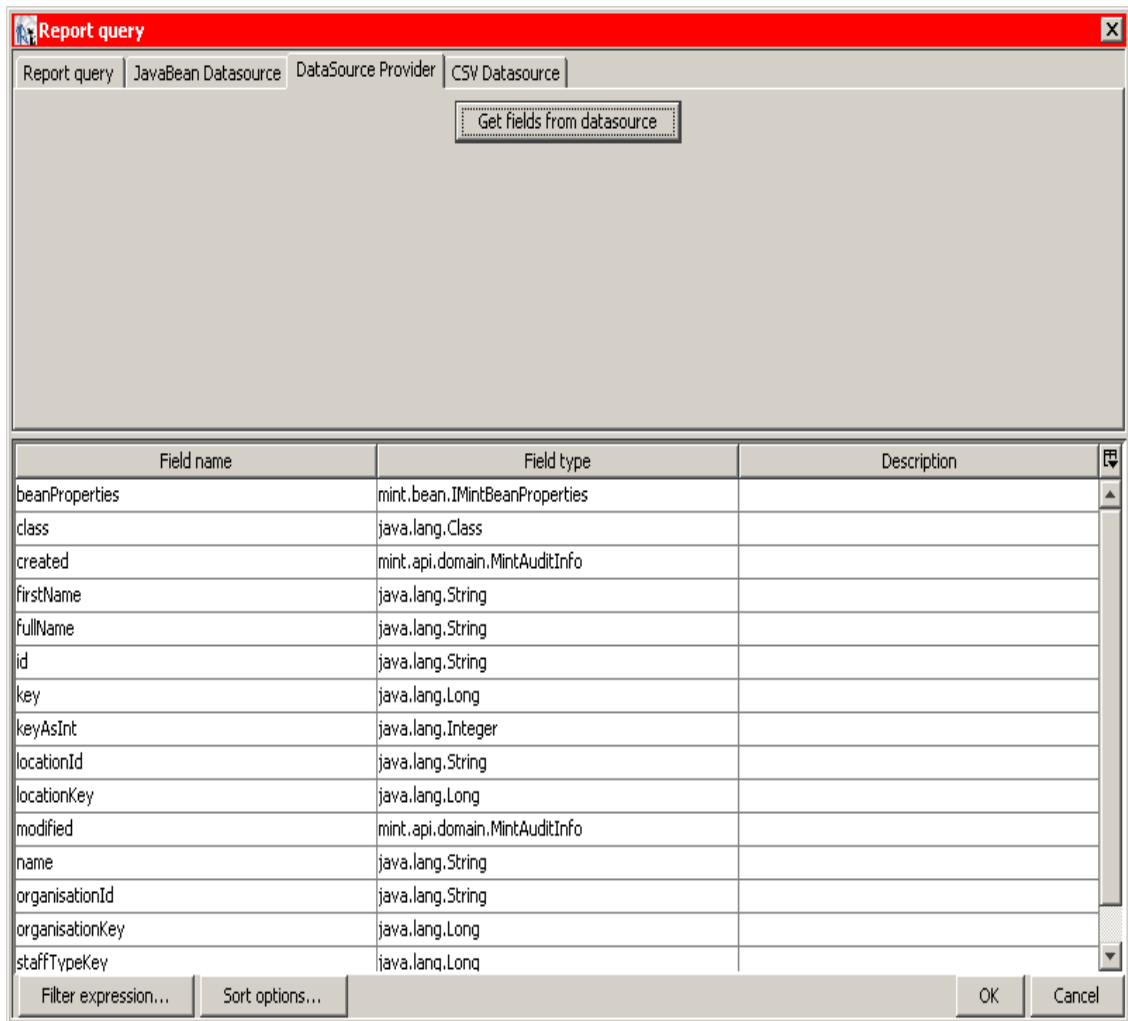 Report query
Report query JavaBean Datasource DataSource Provider CSV Datasource
Get fields from datasource
Field name Field type Description
beanProperties mint.bean.IMintBeanProperties
class java.lang.Class
created mint.api.domain.MintAuditInfo
firstName java.lang.String
fullName java.lang.String
id java.lang.String
key java.lang.Long
keyAsInt java.lang.Integer
locationId java.lang.String
locationKey java.lang.Long
modified mint.api.domain.MintAuditInfo
name java.lang.String
organisationId java.lang.String
organisationKey java.lang.Long
staffTypeKey java.lang.Long
Filter expression... Sort options... OK Cancel